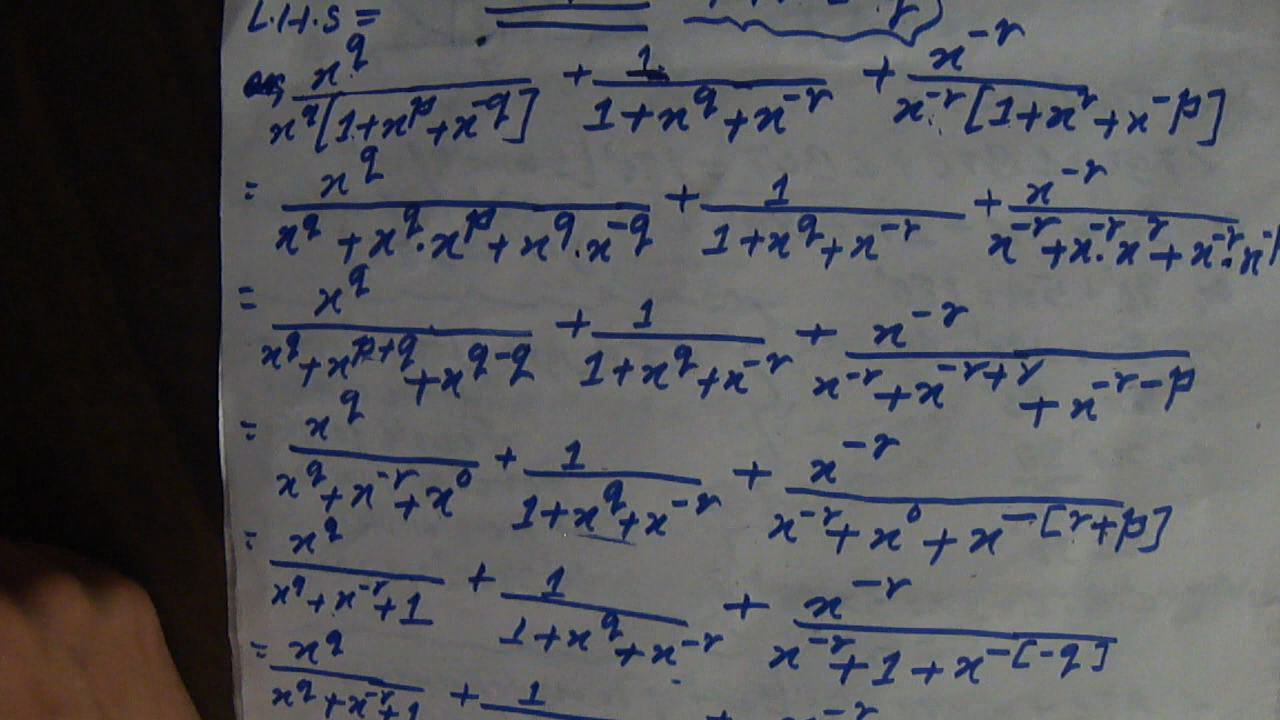 L.H.S =
x^q/x^q[1+x^p+x^-q] + 1/1+x^q+x^-r + x^-r/x^-r[1+x^r+x^-p]
= x^q/x^q+x^q.x^p+x^q.x^-q + 1/1+x^q+x^-r + x^-r/x^-r+x^-r.x^r+x^-r.x^-p
= x^q/x^q+x^p+q+x^q-q + 1/1+x^q+x^-r + x^-r/x^-r+x^-r+r+x^-r-p
= x^q/x^q+x^-r+x^0 + 1/1+x^q+x^-r + x^-r/x^-r+x^0+x^-[r+p]
= x^q/x^q+x^-r+1 + 1/1+x^q+x^-r + x^-r/x^-r+1+x^-[-q]
= x^q/x^q+x^-r+1 + 1 + x^-r